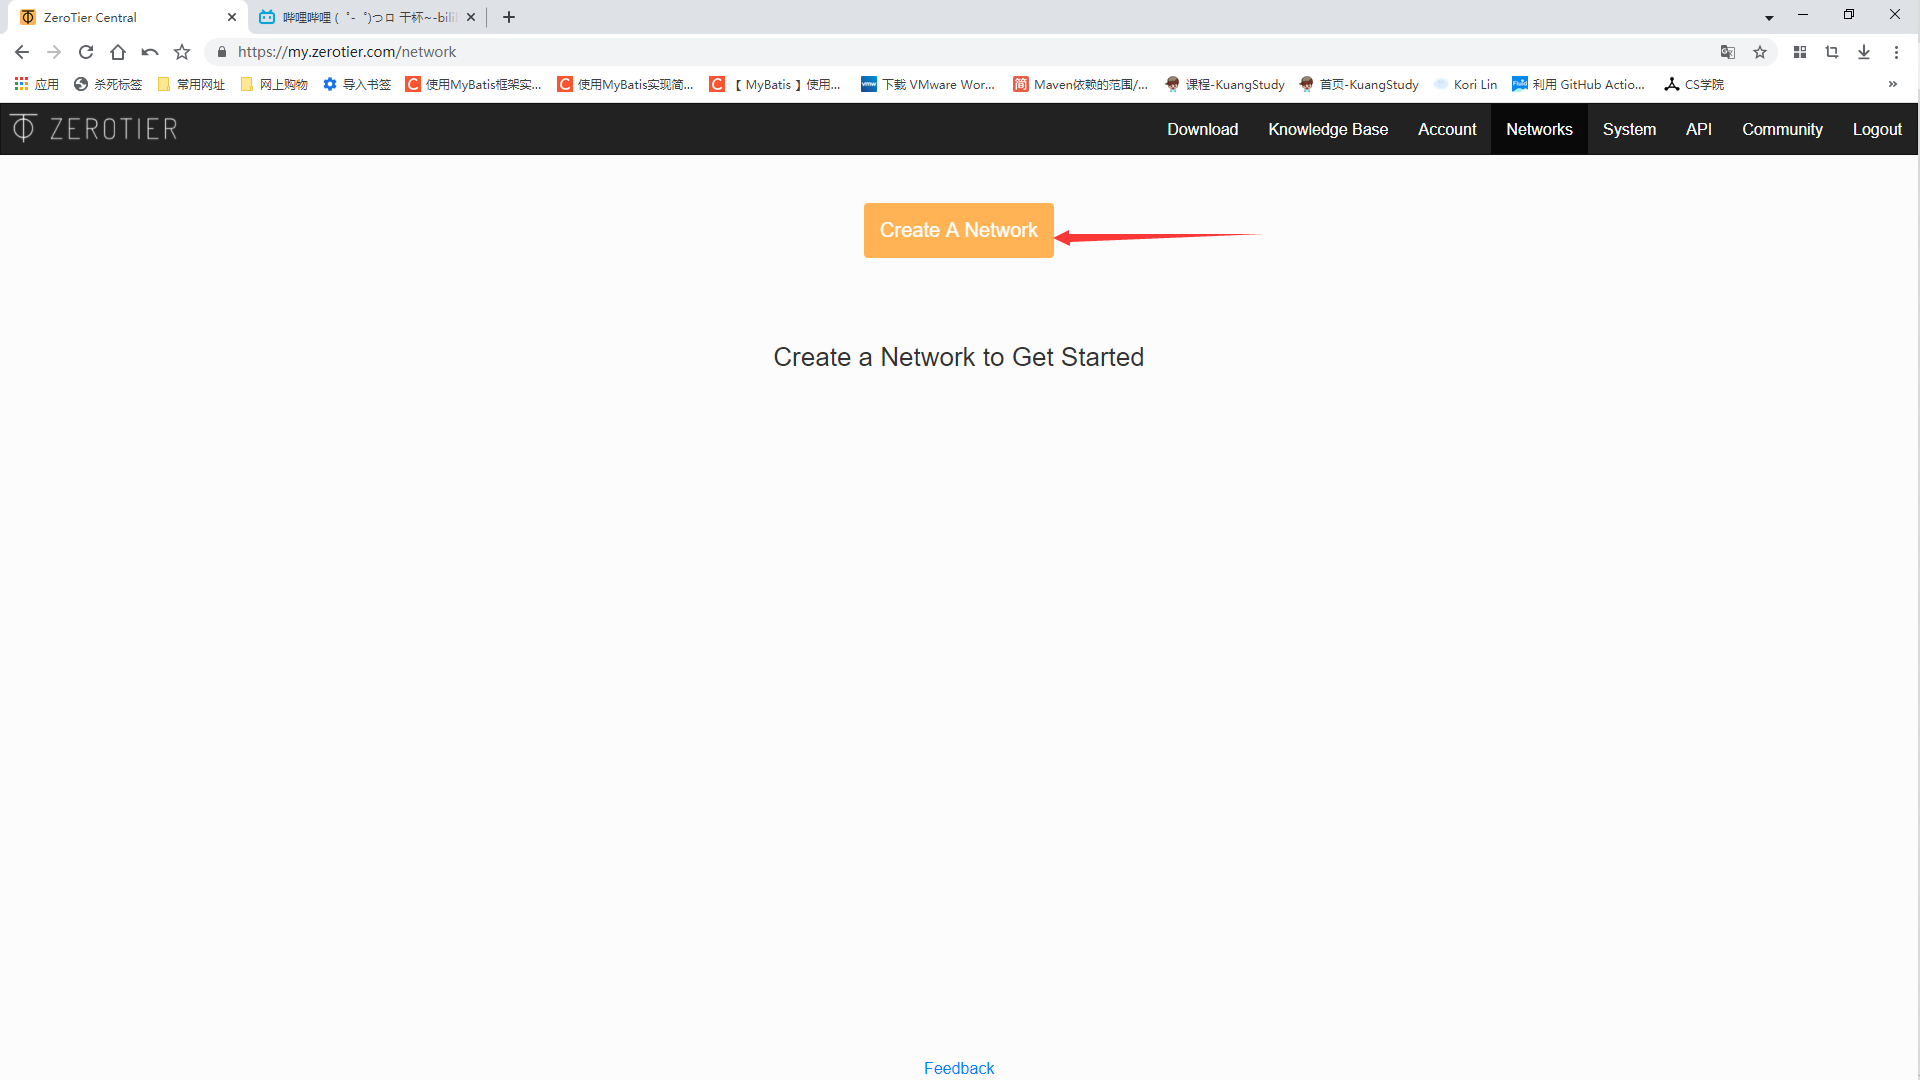 ZeroTier Central
哔哩哔哩 ( ゜- ゜)つロ 干杯~-bili
https://my.zerotier.com/network
应用
杀死标签
常用网址
网上购物
导入书签
使用MyBatis框架实...
使用MyBatis实现简...
【 MyBatis 】使用...
下载 VMware Wor...
Maven依赖的范围/...
课程-KuangStudy
首页-KuangStudy
Kori Lin
利用 GitHub Actio...
CS学院
»
ZEROTIER
Download
Knowledge Base
Account
Networks
System
API
Community
Logout
Create A Network
Create a Network to Get Started
Feedback